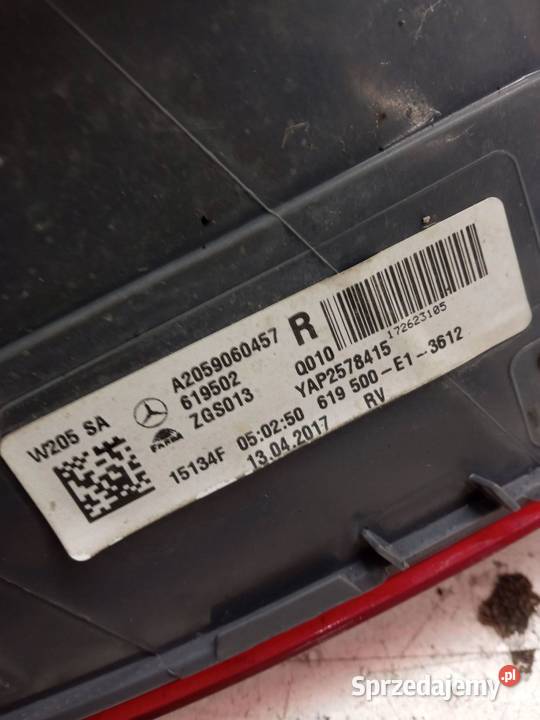 W205 SA
A2059060457 R
619502
ZGS013
Q010
YAP2578415
172623105
15134F 05:02:50 619 500-E1-3612
13.04.2017 RV
FARBA
Sprzedajemy.pl